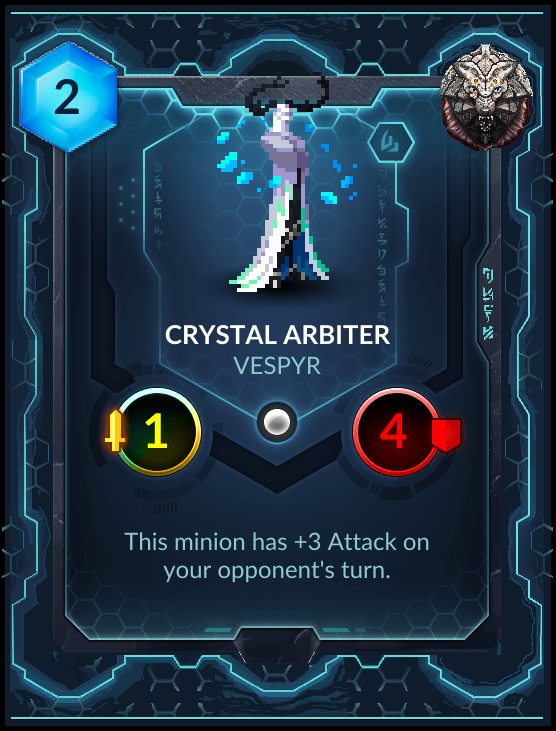 2
CRYSTAL ARBITER
VESPYR
1
4
This minion has +3 Attack on
your opponent's turn.